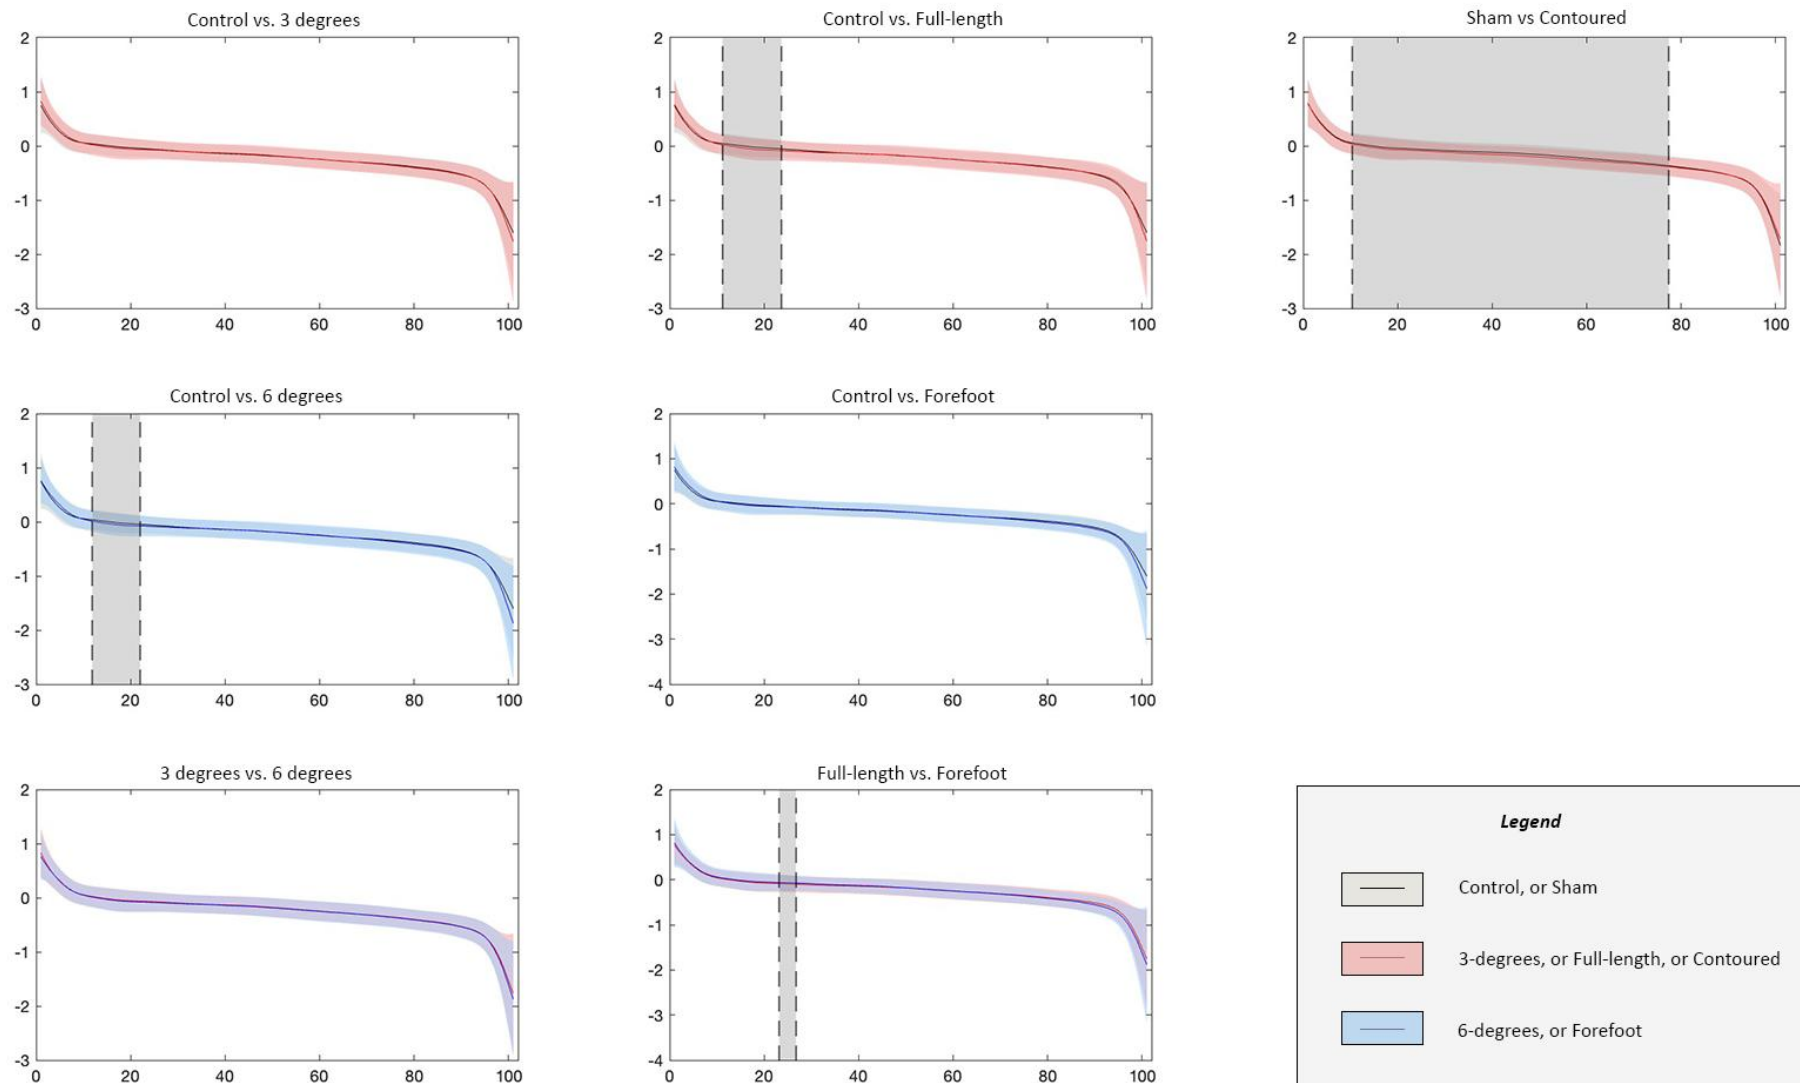 Control vs. 3 degrees
2
1
0
-1
-2
-3
0 20 40 60 80 100
Control vs. Full-length
2
1
0
-1
-2
-3
0 20 40 60 80 100
Sham vs Contoured
2
1
0
-1
-2
-3
0 20 40 60 80 100
Control vs. 6 degrees
2
1
0
-1
-2
-3
0 20 40 60 80 100
Control vs. Forefoot
2
1
0
-1
-2
-3
-4
0 20 40 60 80 100
3 degrees vs. 6 degrees
2
1
0
-1
-2
-3
0 20 40 60 80 100
Full-length vs. Forefoot
2
1
0
-1
-2
-3
-4
0 20 40 60 80 100
Legend
Control, or Sham
3-degrees, or Full-length, or Contoured
6-degrees, or Forefoot